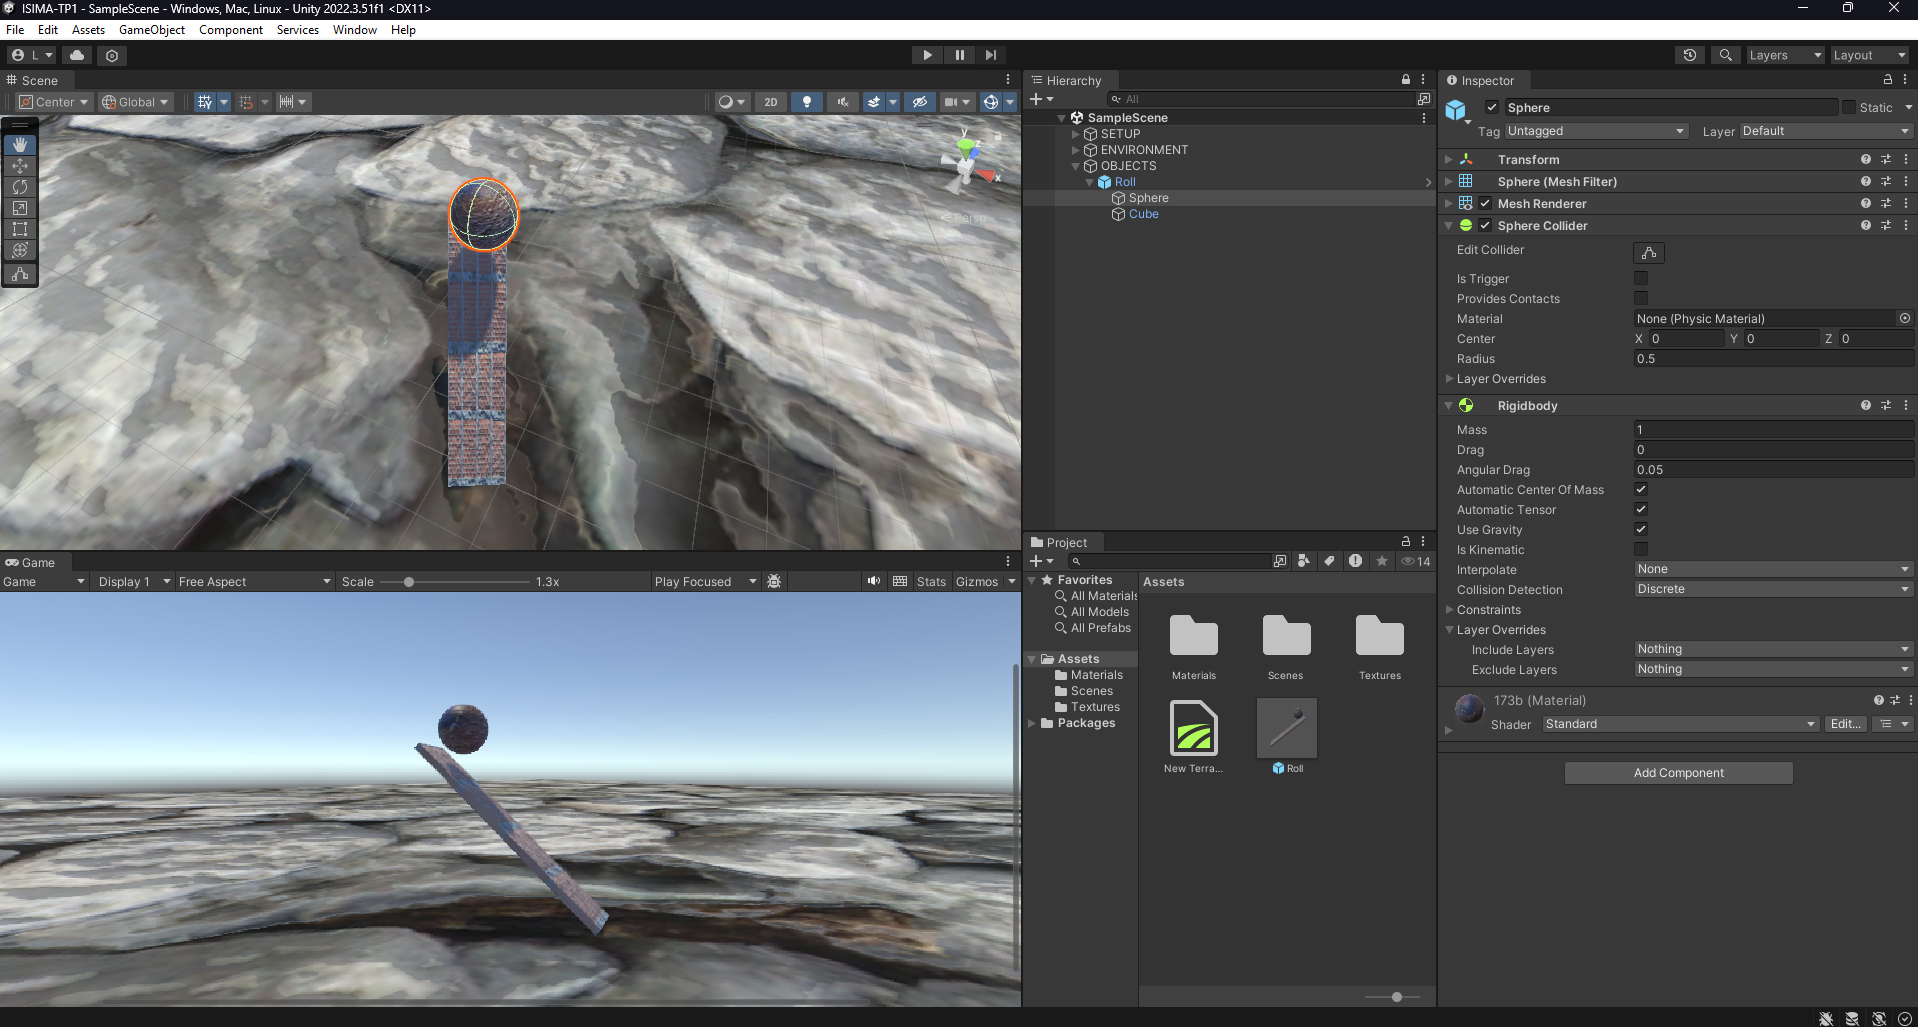 ISIMA-TP1 - SampleScene - Windows, Mac, Linux - Unity 2022.3.51f1 <DX11>
File Edit Assets GameObject Component Services Window Help
L
Layers Layout
Scene
Center Global
2D
y
z
x
Persp
Game
Game Display 1 Free Aspect Scale 1.3x Play Focused Stats Gizmos
Hierarchy
All
SampleScene
SETUP
ENVIRONMENT
OBJECTS
Roll
Sphere
Cube
Project
14
Favorites
All Materials
All Models
All Prefabs
Assets
Materials
Scenes
Textures
Packages
Assets
Materials Scenes Textures
New Terra... Roll
Inspector
Sphere Static
Tag Untagged Layer Default
Transform
Sphere (Mesh Filter)
Mesh Renderer
Sphere Collider
Edit Collider
Is Trigger
Provides Contacts
Material None (Physic Material)
Center X 0 Y 0 Z 0
Radius 0.5
Layer Overrides
Rigidbody
Mass 1
Drag 0
Angular Drag 0.05
Automatic Center Of Mass
Automatic Tensor
Use Gravity
Is Kinematic
Interpolate None
Collision Detection Discrete
Constraints
Layer Overrides
Include Layers Nothing
Exclude Layers Nothing
173b (Material)
Shader Standard Edit...
Add Component